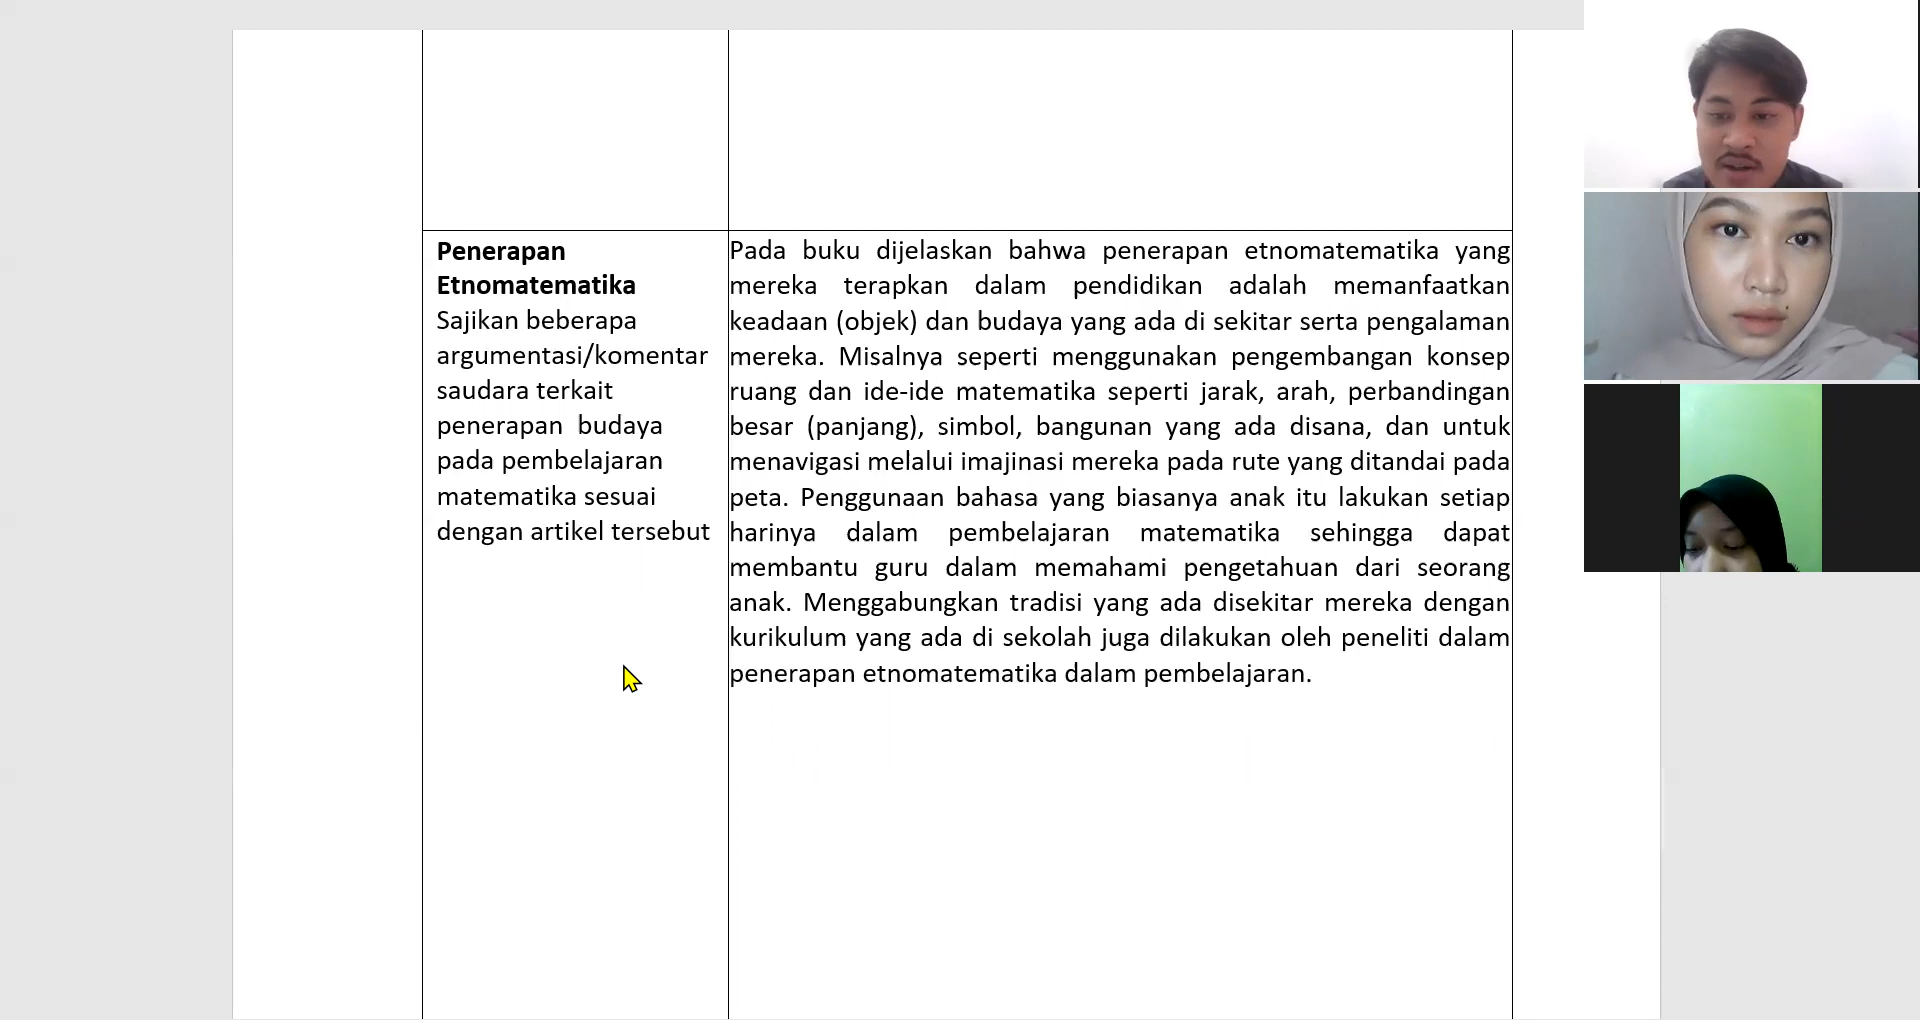 Penerapan
Etnomatematika
Sajikan beberapa
argumentasi/komentar
saudara terkait
penerapan  budaya
pada pembelajaran
matematika sesuai
dengan artikel tersebut
Pada buku dijelaskan bahwa penerapan etnomatematika yang
mereka terapkan dalam pendidikan adalah memanfaatkan
keadaan (objek) dan budaya yang ada di sekitar serta pengalaman
mereka. Misalnya seperti menggunakan pengembangan konsep
ruang dan ide-ide matematika seperti jarak, arah, perbandingan
besar (panjang), simbol, bangunan yang ada disana, dan untuk
menavigasi melalui imajinasi mereka pada rute yang ditandai pada
peta. Penggunaan bahasa yang biasanya anak itu lakukan setiap
harinya dalam pembelajaran matematika sehingga dapat
membantu guru dalam memahami pengetahuan dari seorang
anak. Menggabungkan tradisi yang ada disekitar mereka dengan
kurikulum yang ada di sekolah juga dilakukan oleh peneliti dalam
penerapan etnomatematika dalam pembelajaran.